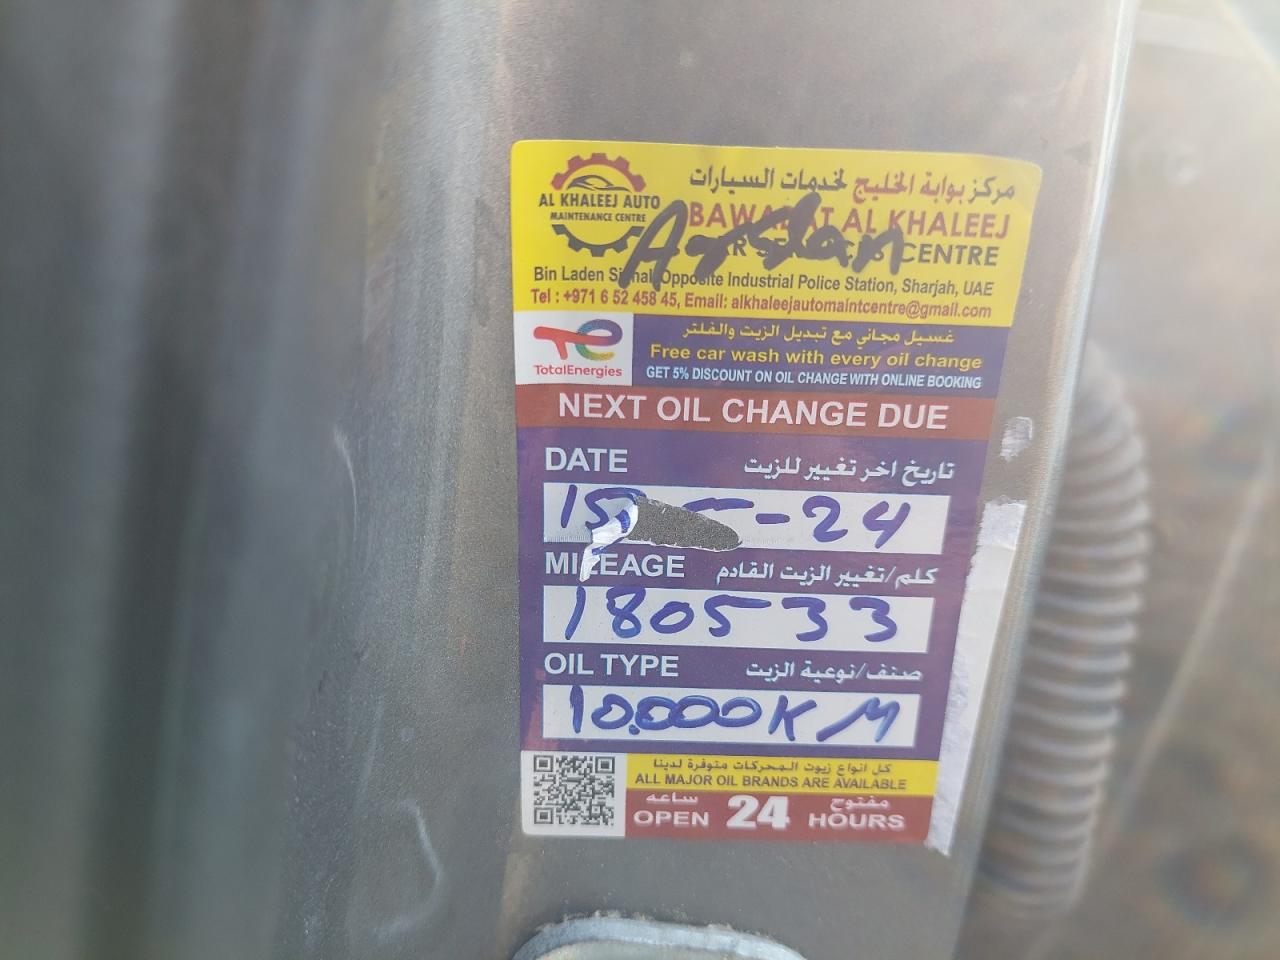 AL KHALEEJ AUTO
MAINTENANCE CENTRE
مركز بوابة الخليج لخدمات السيارات
BAWABAT AL KHALEEJ
CENTRE
Arslan
Bin Laden Signal, Opposite Industrial Police Station, Sharjah, UAE
Tel : +971 6 52 458 45, Email: alkhaleejautomaintcentre@gmail.com
TotalEnergies
غسيل مجاني مع تبديل الزيت والفلتر
Free car wash with every oil change
GET 5% DISCOUNT ON OIL CHANGE WITH ONLINE BOOKING
NEXT OIL CHANGE DUE
DATE تاريخ اخر تغيير للزيت
15 -24
MILEAGE كلم/تغيير الزيت القادم
180533
OIL TYPE صنف/نوعية الزيت
10.000KM
كل انواع زيوت المحركات متوفرة لدينا
ALL MAJOR OIL BRANDS ARE AVAILABLE
ساعه مفتوح
OPEN 24 HOURS